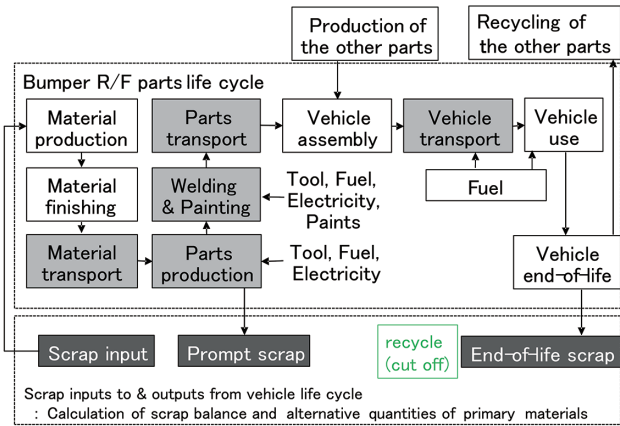 Production of
the other parts
Recycling of
the other parts
Bumper R/F parts life cycle
Material
production
Parts
transport
Vehicle
assembly
Vehicle
transport
Vehicle
use
Material
finishing
Welding
& Painting
Tool, Fuel,
Electricity,
Paints
Fuel
Material
transport
Parts
production
Tool, Fuel,
Electricity
Vehicle
end-of-life
Scrap input
Prompt scrap
recycle
(cut off)
End-of-life scrap
Scrap inputs to & outputs from vehicle life cycle
: Calculation of scrap balance and alternative quantities of primary materials